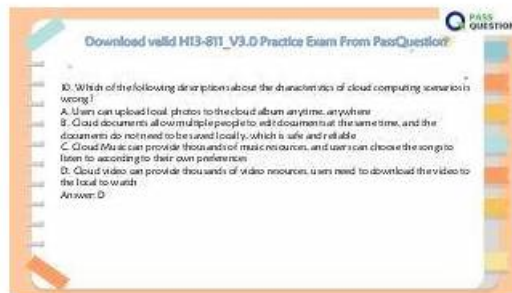 PASS
QUESTION
Download valid H13-811_V3.0 Practice Exam From PassQuestion
10. Which of the following descriptions about the characteristics of cloud computing scenarios is
wrong?
A. Users can upload local photos to the cloud album anytime, anywhere
B. Cloud documents allow multiple people to edit documents at the same time, and the
documents do not need to be saved locally, which is safe and reliable
C. Cloud Music can provide thousands of music resources, and users can choose the songs to
listen to according to their own preferences
D. Cloud video can provide thousands of video resources, users need to download the video to
the local to watch
Answer: D